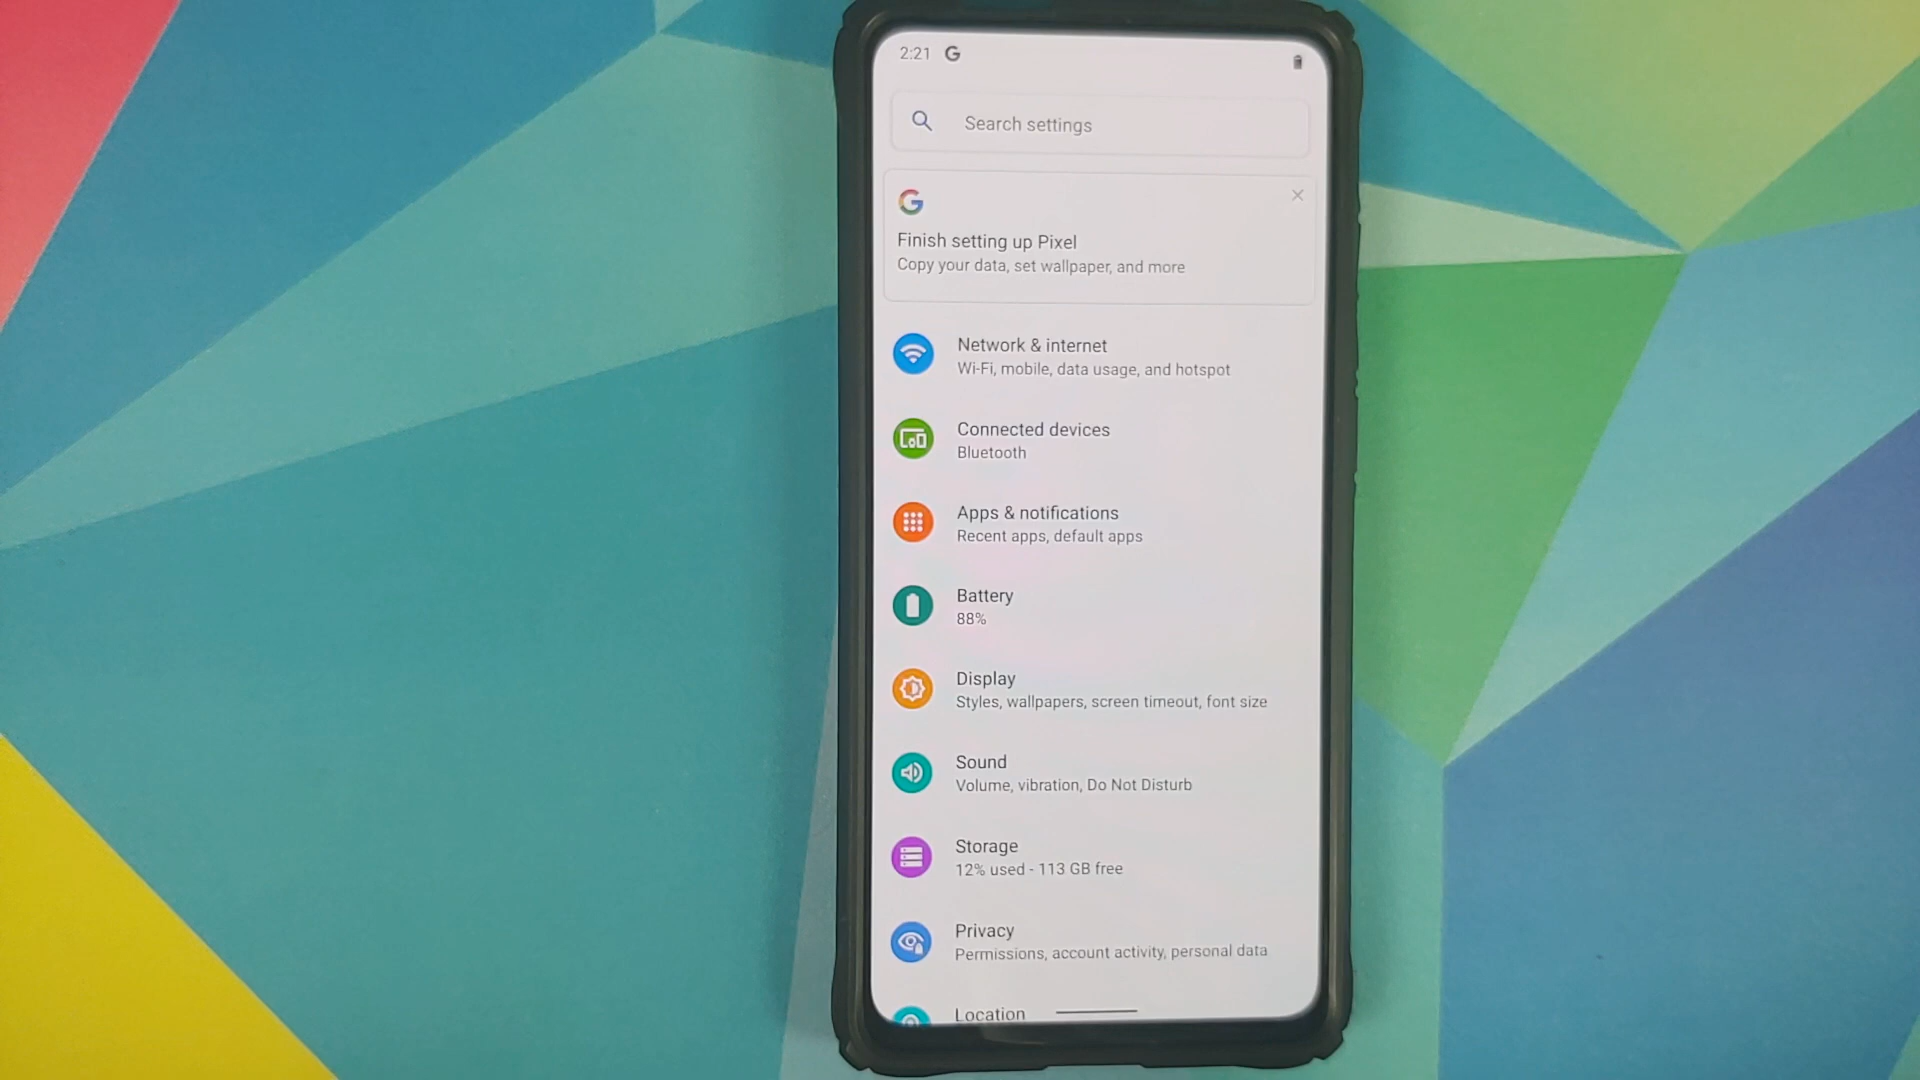 2:21 G
Search settings
G
Finish setting up Pixel
Copy your data, set wallpaper, and more
Network & internet
Wi-Fi, mobile, data usage, and hotspot
Connected devices
Bluetooth
Apps & notifications
Recent apps, default apps
Battery
88%
Display
Styles, wallpapers, screen timeout, font size
Sound
Volume, vibration, Do Not Disturb
Storage
12% used - 113 GB free
Privacy
Permissions, account activity, personal data
Location